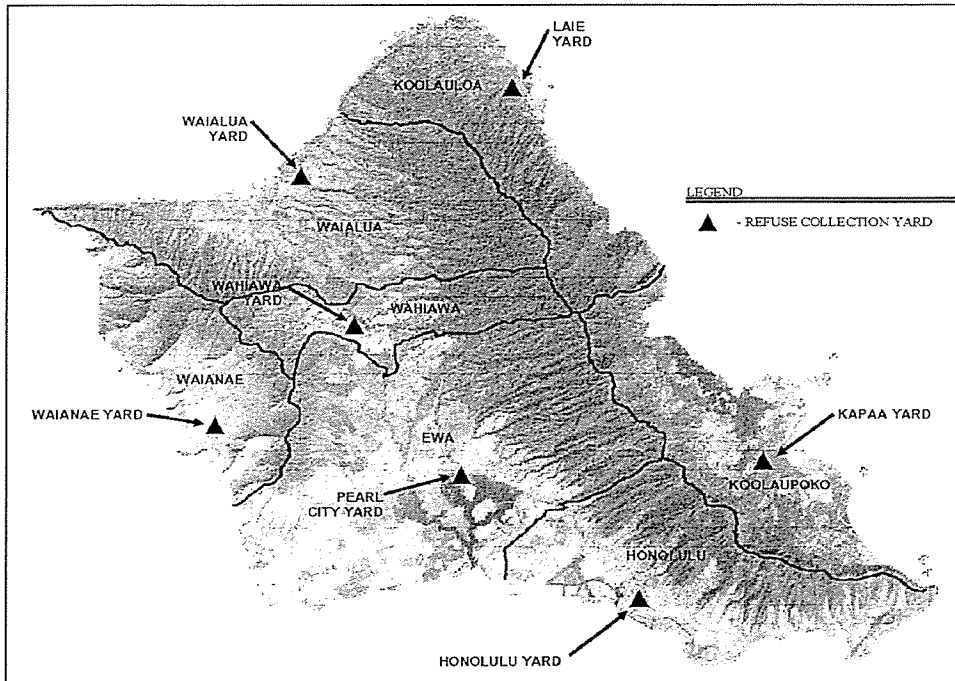 LAIE
YARD
KOOLAULOA
WAIALUA
YARD
LEGEND
- REFUSE COLLECTION YARD
WAIALUA
WAHIAWA
YARD
WAHIAWA
WAIANAE
WAIANAE YARD
KAPAA YARD
EWA
KOOLAUPOKO
PEARL
CITY YARD
HONOLULU
HONOLULU YARD